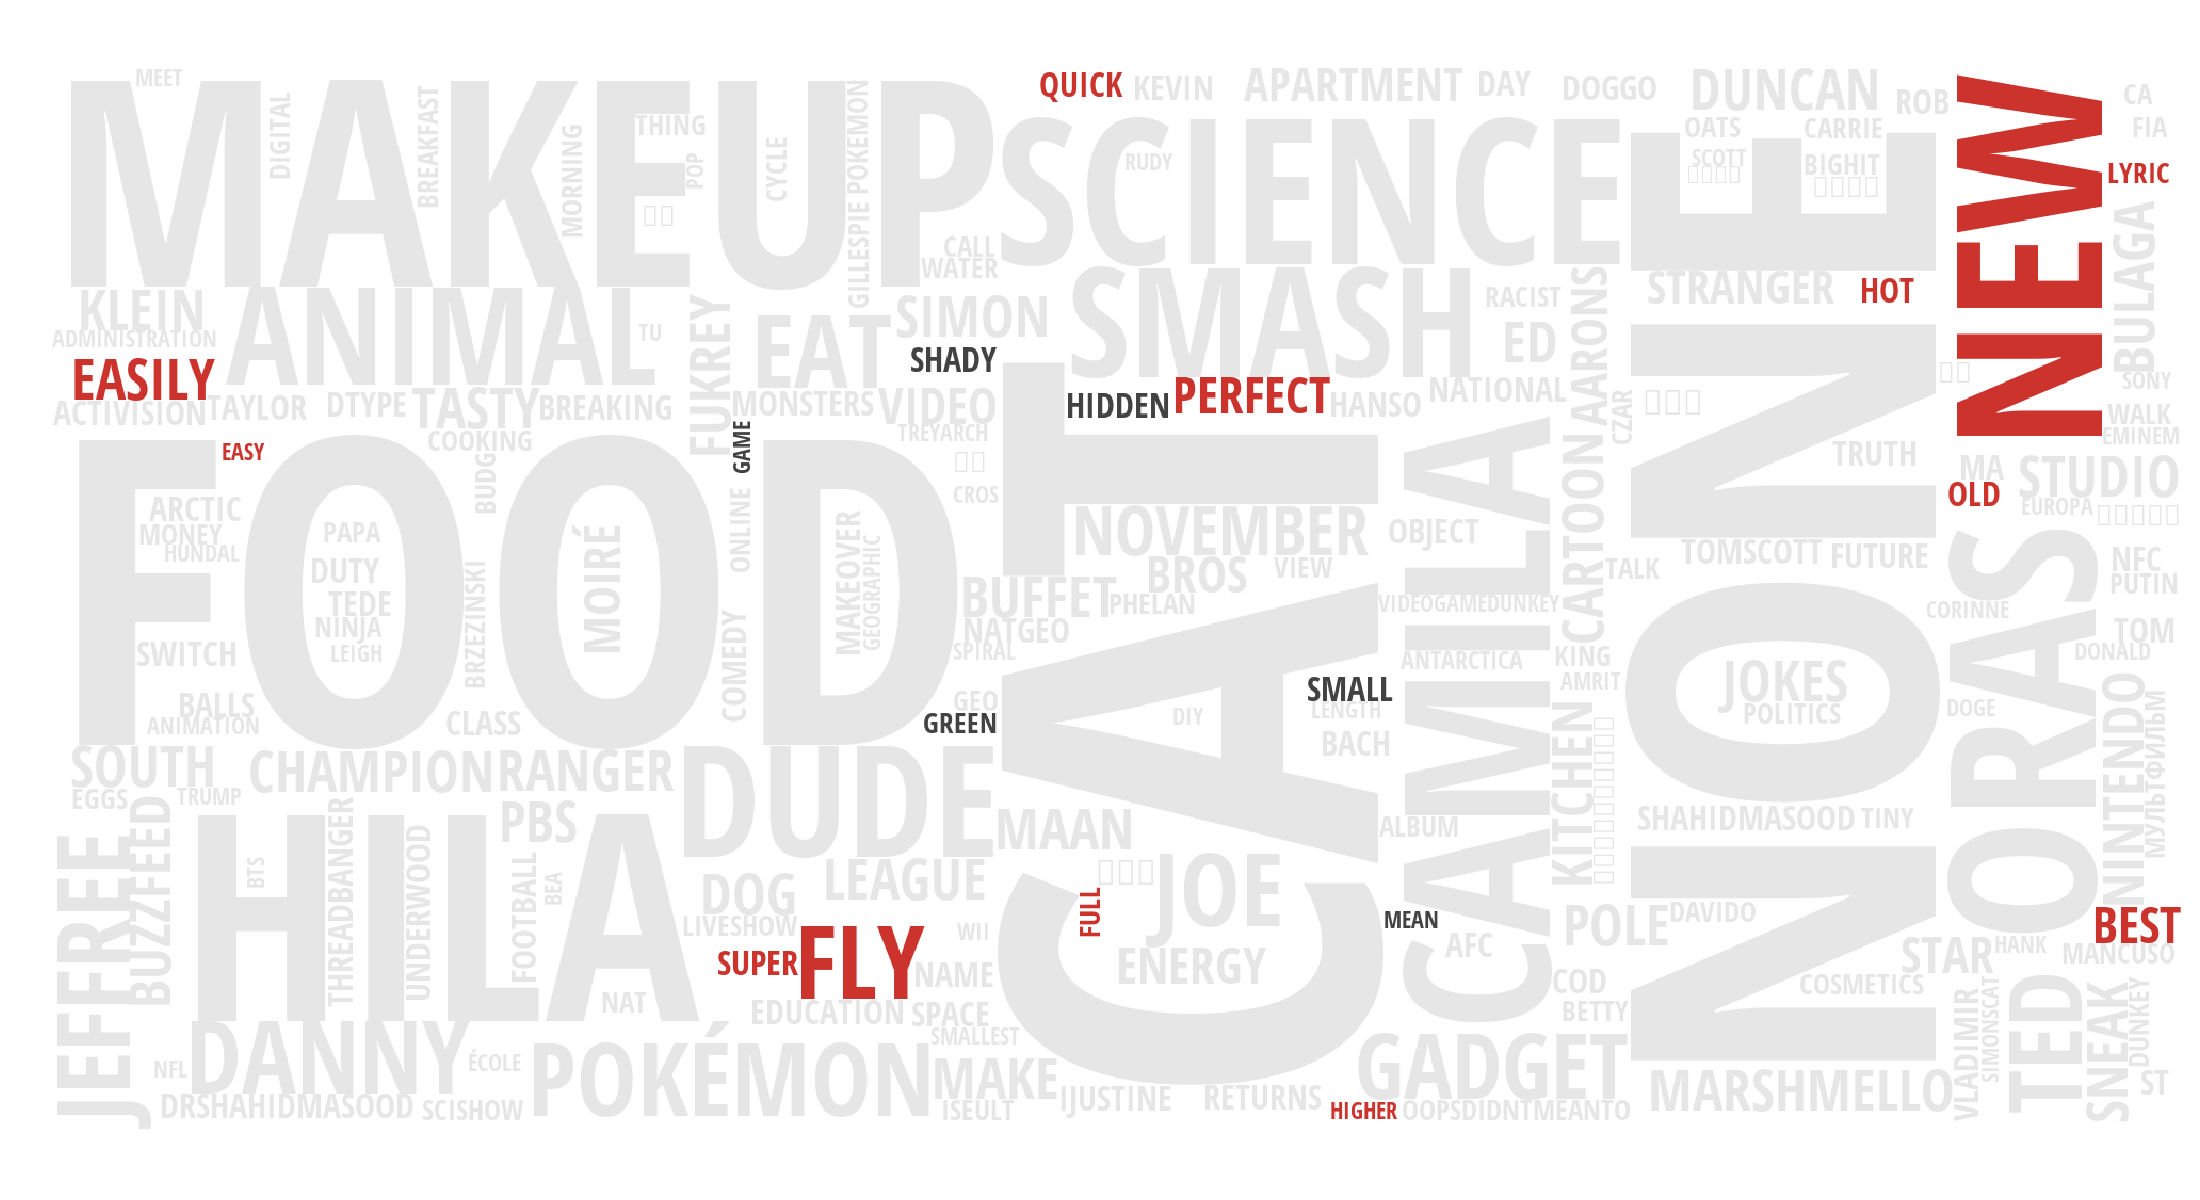 MEET
QUICK
KEVIN
APARTMENT
DAY
DOGGO
DUNCAN
ROB
CA
FIA
MAKEUP
DIGITAL
BREAKFAST
MORNING
THING
POP
CYCLE
GILLESPIE
POKEMON
SCIENCE
RUDY
OATS
CARRIE
SCOTT
BIGHIT
NEW
LYRIC
CALL
WATER
BULAGA
KLEIN
ADMINISTRATION
ANIMAL
TU
FUKREY
EAT
SIMON
SMASH
RACIST
ED
AARONS
STRANGER
HOT
EASILY
SHADY
HIDDEN
PERFECT
HANSO
NATIONAL
CZAR
SONY
WALK
EMINEM
ACTIVISION
TAYLOR
DTYPE
TASTY
BREAKING
MONSTERS
VIDEO
TREYARCH
COOKING
GAME
EASY
FOOD
BUDG
CROS
CAT
CAMILA
CARTOON
NONE
TRUTH
MA
OLD
STUDIO
EUROPA
ARCTIC
MONEY
HUNDAL
PAPA
DUTY
TEDE
NINJA
LEIGH
MOIRÉ
ONLINE
MAKEOVER
GEOGRAPHIC
NOVEMBER
OBJECT
BROS
VIEW
TALK
TOMSCOTT
FUTURE
NFC
PUTIN
BRZEZINSKI
BUFFET
PHELAN
NATGEO
SPIRAL
VIDEOGAMEDUNKEY
CORINNE
TOM
DONALD
SWITCH
COMEDY
ANTARCTICA
KING
AMRIT
JOKES
POLITICS
DOGE
BALLS
ANIMATION
CLASS
GEO
GREEN
DIY
SMALL
LENGTH
BACH
KITCHEN
ORAS
NINTENDO
МУЛЬТФИЛЬМ
SOUTH
EGGS
TRUMP
CHAMPION
RANGER
DUDE
PBS
MAAN
ALBUM
SHAHIDMASOOD
TINY
JEFFREE
BUZZFEED
HILA
BTS
THREADBANGER
UNDERWOOD
FOOTBALL
BEA
DOG
LEAGUE
LIVESHOW
JOE
FULL
MEAN
AFC
POLE
DAVIDO
BEST
SUPER
FLY
WII
NAME
ENERGY
COD
STAR
HANK
MANCUSO
NAT
EDUCATION
SPACE
SMALLEST
BETTY
COSMETICS
DANNY
NFL
ÉCOLE
POKÉMON
MAKE
GADGET
MARSHMELLO
VLADIMIR
SIMONSCAT
TED
SNEAK
DUNKEY
ST
DRSHAHIDMASOOD
SCISHOW
ISEULT
IJUSTINE
RETURNS
HIGHER
OOPSDIDNTMEANTO